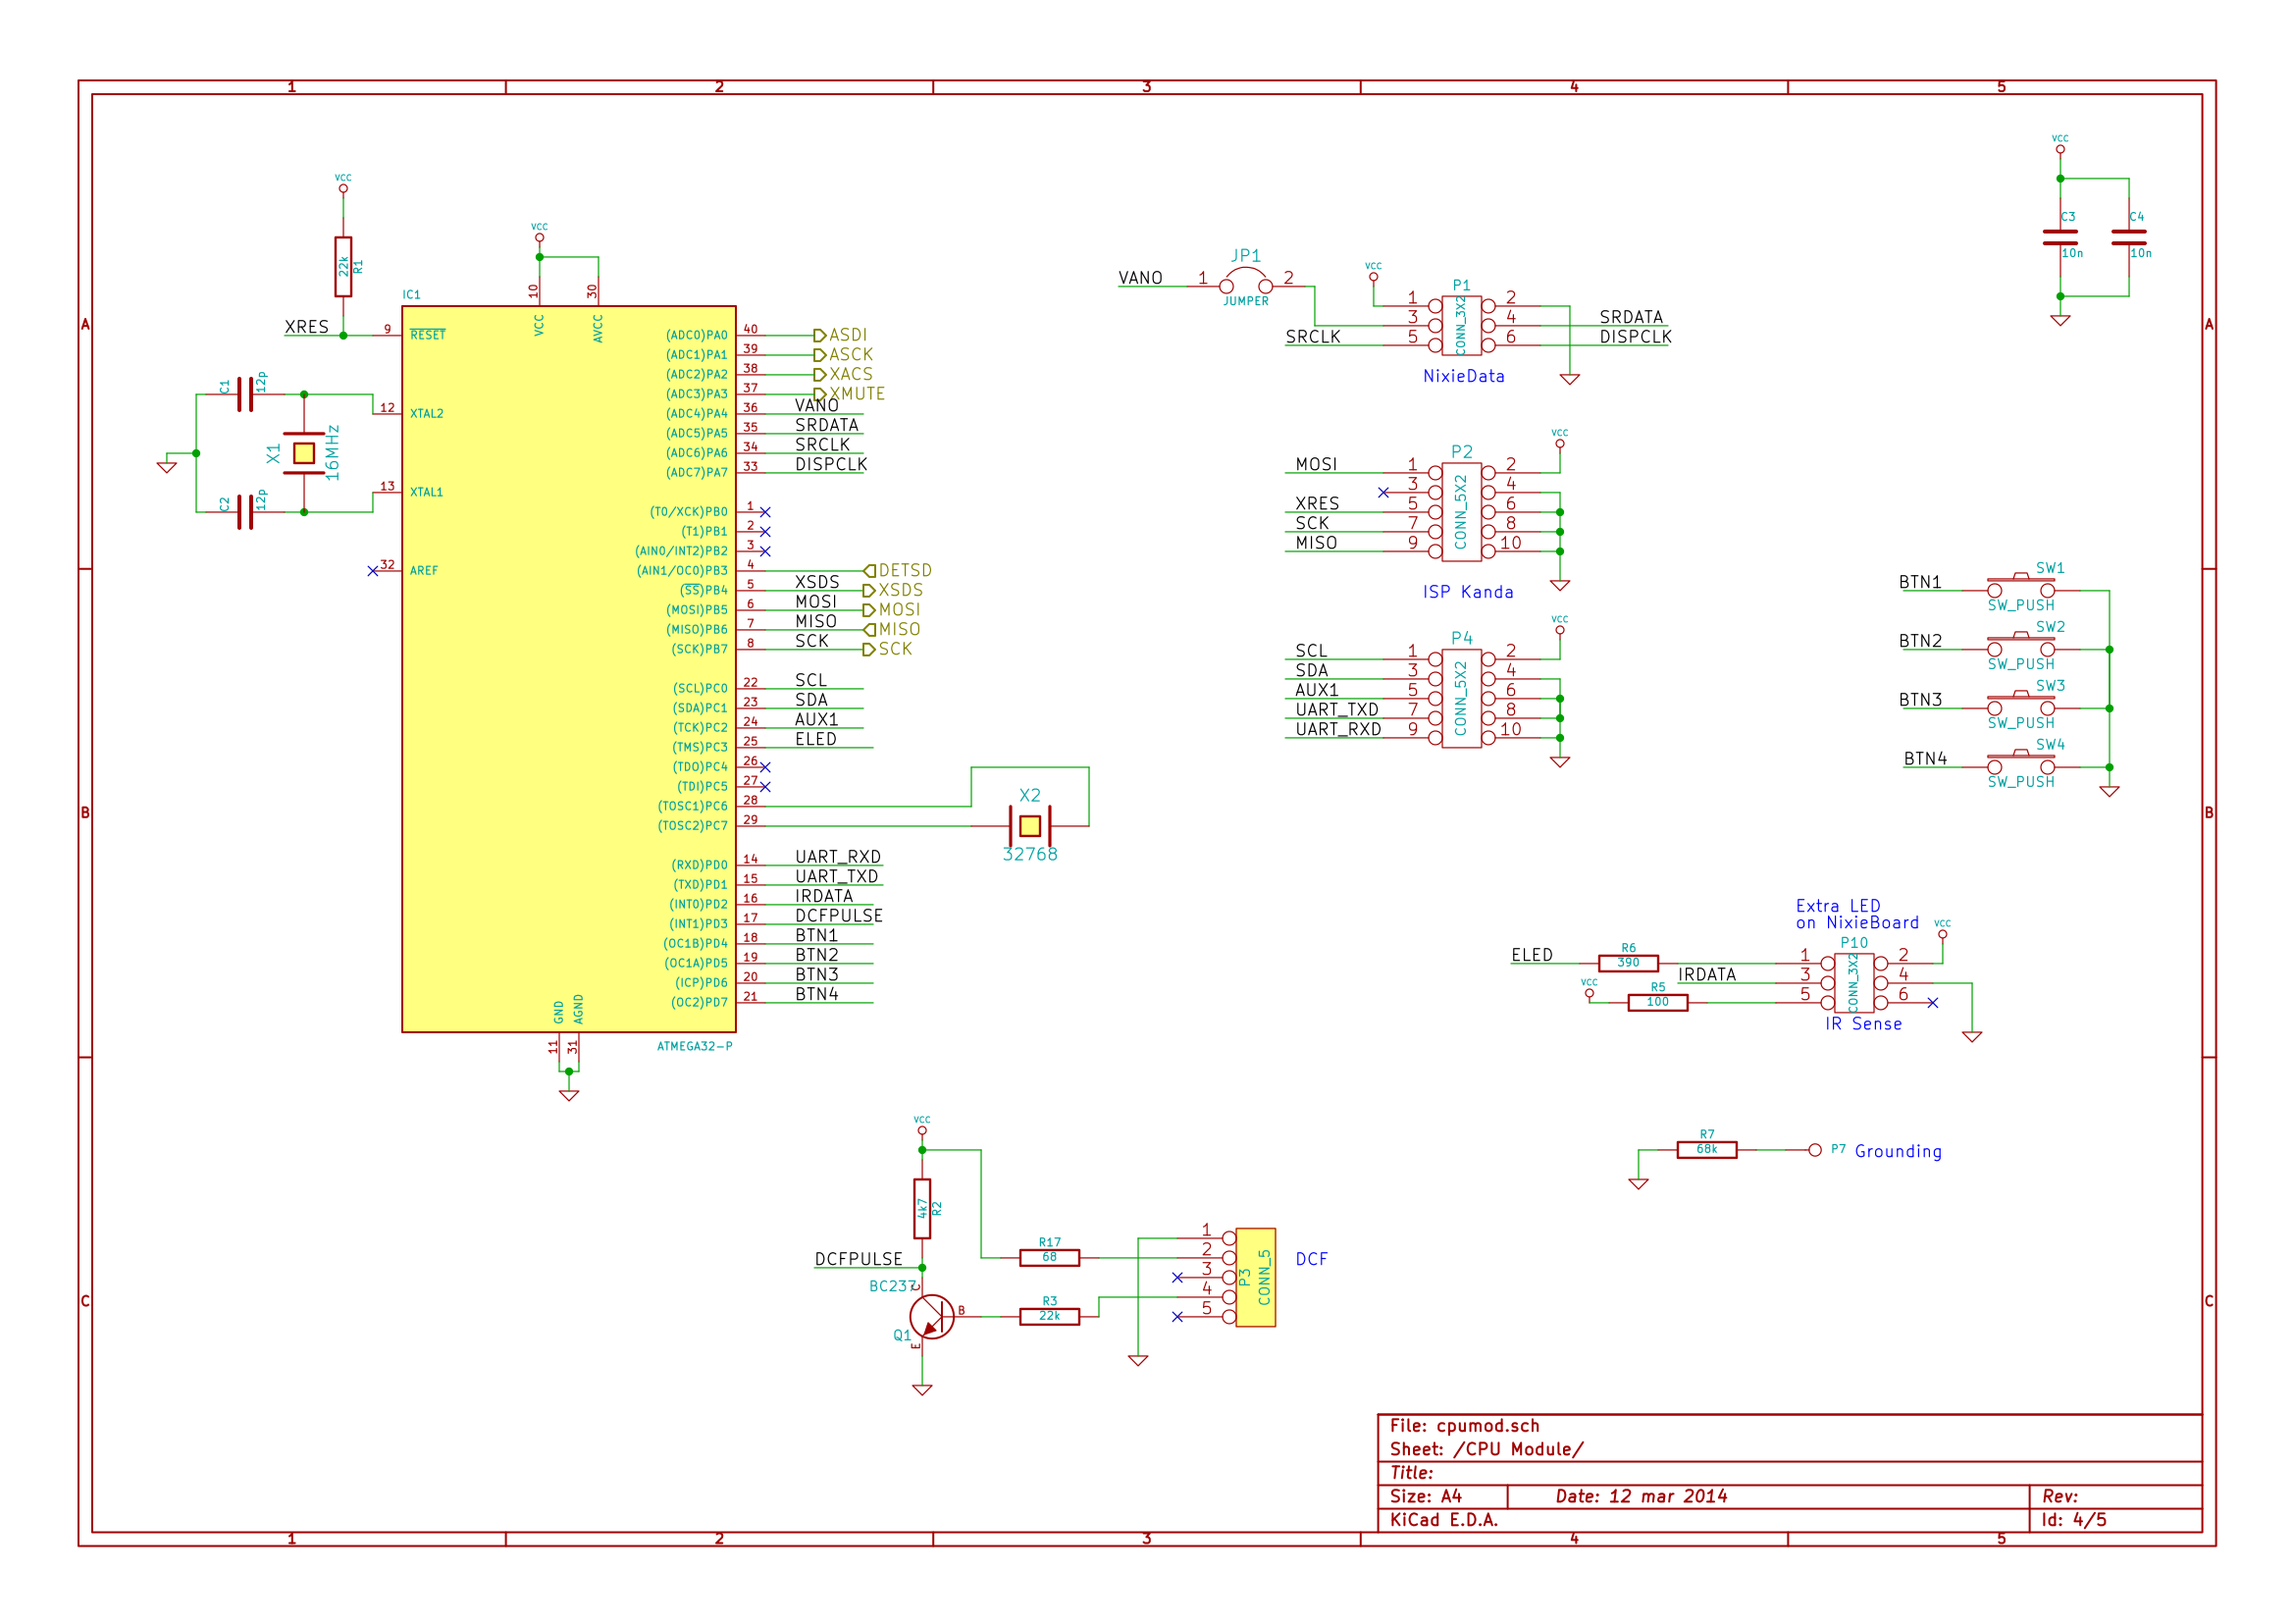 1 2 3 4 5
A A
B B
C C
VCC
22k
R1
XRES
9
C1
12p
X1
16MHz
C2
12p
12
13
32
IC1
VCC
10
30
VCC
AVCC
RESET
XTAL2
XTAL1
AREF
(ADC0)PA0 40 ASDI
(ADC1)PA1 39 ASCK
(ADC2)PA2 38 XACS
(ADC3)PA3 37 XMUTE
(ADC4)PA4 36 VANO
(ADC5)PA5 35 SRDATA
(ADC6)PA6 34 SRCLK
(ADC7)PA7 33 DISPCLK
(T0/XCK)PB0 1
(T1)PB1 2
(AIN0/INT2)PB2 3
(AIN1/OC0)PB3 4 DETSD
(SS)PB4 5 XSDS XSDS
(MOSI)PB5 6 MOSI MOSI
(MISO)PB6 7 MISO MISO
(SCK)PB7 8 SCK SCK
(SCL)PC0 22 SCL
(SDA)PC1 23 SDA
(TCK)PC2 24 AUX1
(TMS)PC3 25 ELED
(TDO)PC4 26
(TDI)PC5 27
(TOSC1)PC6 28
(TOSC2)PC7 29
X2
32768
(RXD)PD0 14 UART_RXD
(TXD)PD1 15 UART_TXD
(INT0)PD2 16 IRDATA
(INT1)PD3 17 DCFPULSE
(OC1B)PD4 18 BTN1
(OC1A)PD5 19 BTN2
(ICP)PD6 20 BTN3
(OC2)PD7 21 BTN4
GND
AGND
11
31
ATMEGA32-P
VANO
JP1
1 2
JUMPER
VCC
P1
CONN_3X2
1 2
3 4 SRDATA
SRCLK 5 6 DISPCLK
NixieData
VCC
P2
CONN_5X2
MOSI 1 2
3 4
XRES 5 6
SCK 7 8
MISO 9 10
ISP Kanda
VCC
P4
CONN_5X2
SCL 1 2
SDA 3 4
AUX1 5 6
UART_TXD 7 8
UART_RXD 9 10
VCC
C3
10n
C4
10n
BTN1
SW1
SW_PUSH
BTN2
SW2
SW_PUSH
BTN3
SW3
SW_PUSH
BTN4
SW4
SW_PUSH
Extra LED
on NixieBoard
VCC
P10
CONN_3X2
ELED
R6
390
1 2
IRDATA 3 4
VCC
R5
100
5 6
IR Sense
R7
68k
P7
Grounding
VCC
4k7
R2
DCFPULSE
BC237
Q1
C
B
E
R17
68
R3
22k
1
2
3
4
5
P3
CONN_5
DCF
File: cpumod.sch
Sheet: /CPU Module/
Title:
Size: A4 Date: 12 mar 2014 Rev:
KiCad E.D.A. Id: 4/5
1 2 3 4 5